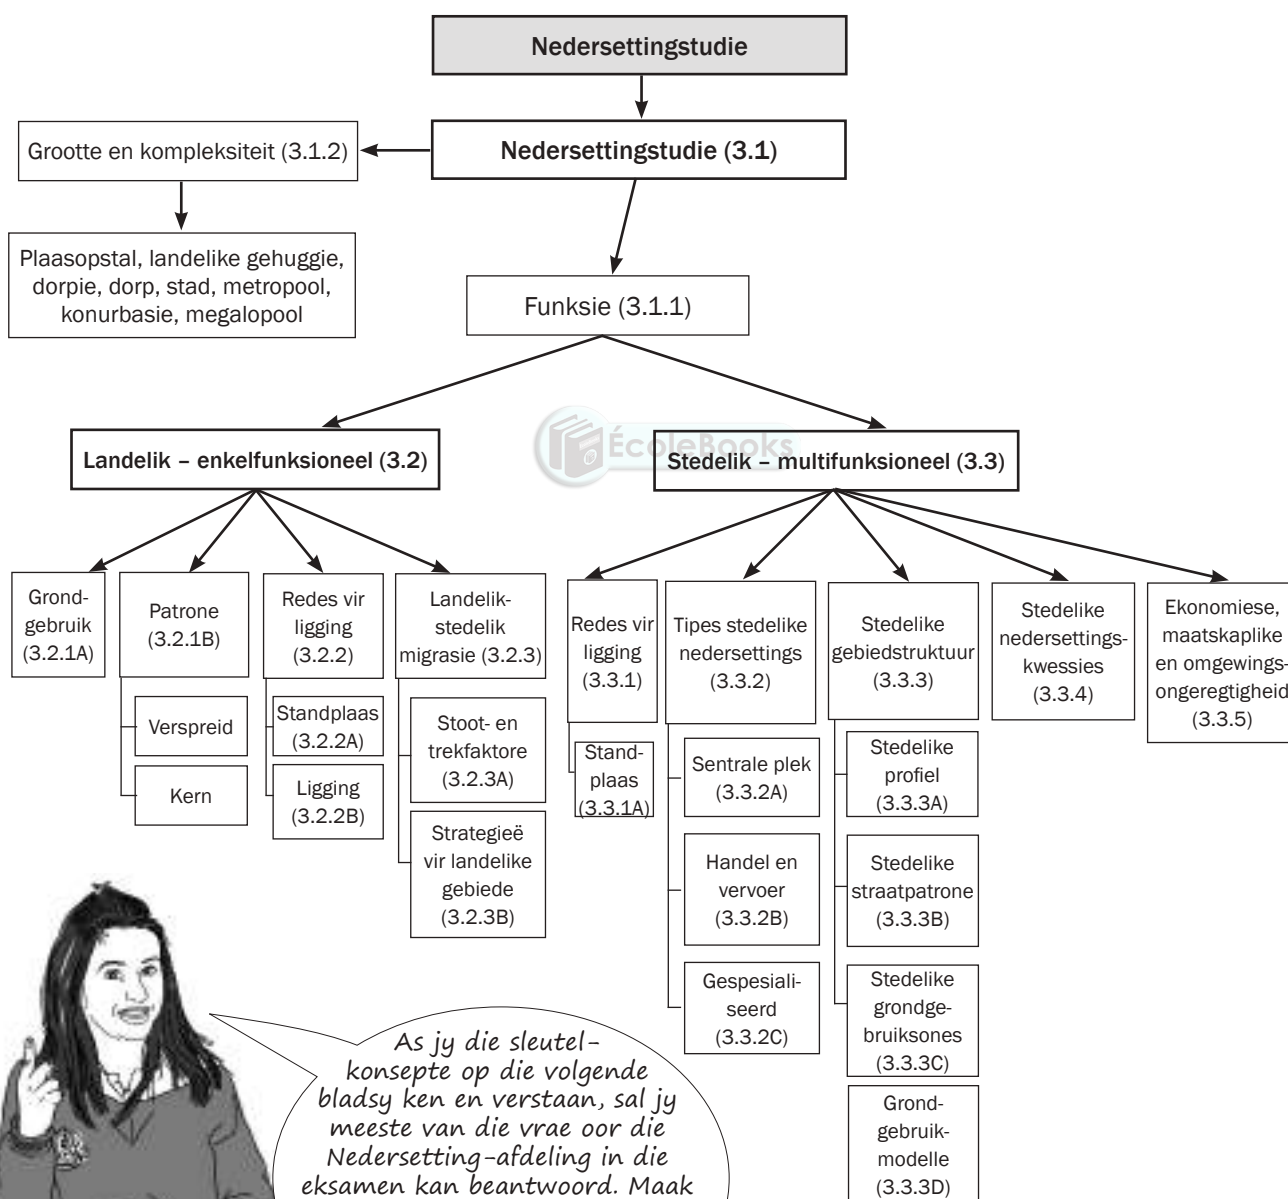 Nedersettingstudie
Nedersettingstudie (3.1)
Grootte en kompleksiteit (3.1.2)
Plaasopstal, landelike gehuggie,
dorpie, dorp, stad, metropool,
konurbasie, megalopool
Funksie (3.1.1)
ÉcoleBooks
Landelik – enkelfunksioneel (3.2)
Stedelik – multifunksioneel (3.3)
Grond-
gebruik
(3.2.1A)
Patrone
(3.2.1B)
Verspreid
Kern
Redes vir
ligging
(3.2.2)
Standplaas
(3.2.2A)
Ligging
(3.2.2B)
Landelik-
stedelik
migrasie (3.2.3)
Stoot- en
trekfaktore
(3.2.3A)
Strategieë
vir landelike
gebiede
(3.2.3B)
Redes vir
ligging
(3.3.1)
Stand-
plaas
(3.3.1A)
Tipes stedelike
nedersettings
(3.3.2)
Sentrale plek
(3.3.2A)
Handel en
vervoer
(3.3.2B)
Gespesiali-
seerd
(3.3.2C)
Stedelike
gebiedstruktuur
(3.3.3)
Stedelike
profiel
(3.3.3A)
Stedelike
straatpatrone
(3.3.3B)
Stedelike
grondge-
bruiksones
(3.3.3C)
Grond-
gebruik-
modelle
(3.3.3D)
Stedelike
nedersettings-
kwessies
(3.3.4)
Ekonomiese,
maatskaplike
en omgewings-
ongeregtigheid
(3.3.5)
As jy die sleutel-
konsepte op die volgende
bladsy ken en verstaan, sal jy
meeste van die vrae oor die
Nedersetting-afdeling in die
eksamen kan beantwoord. Maak